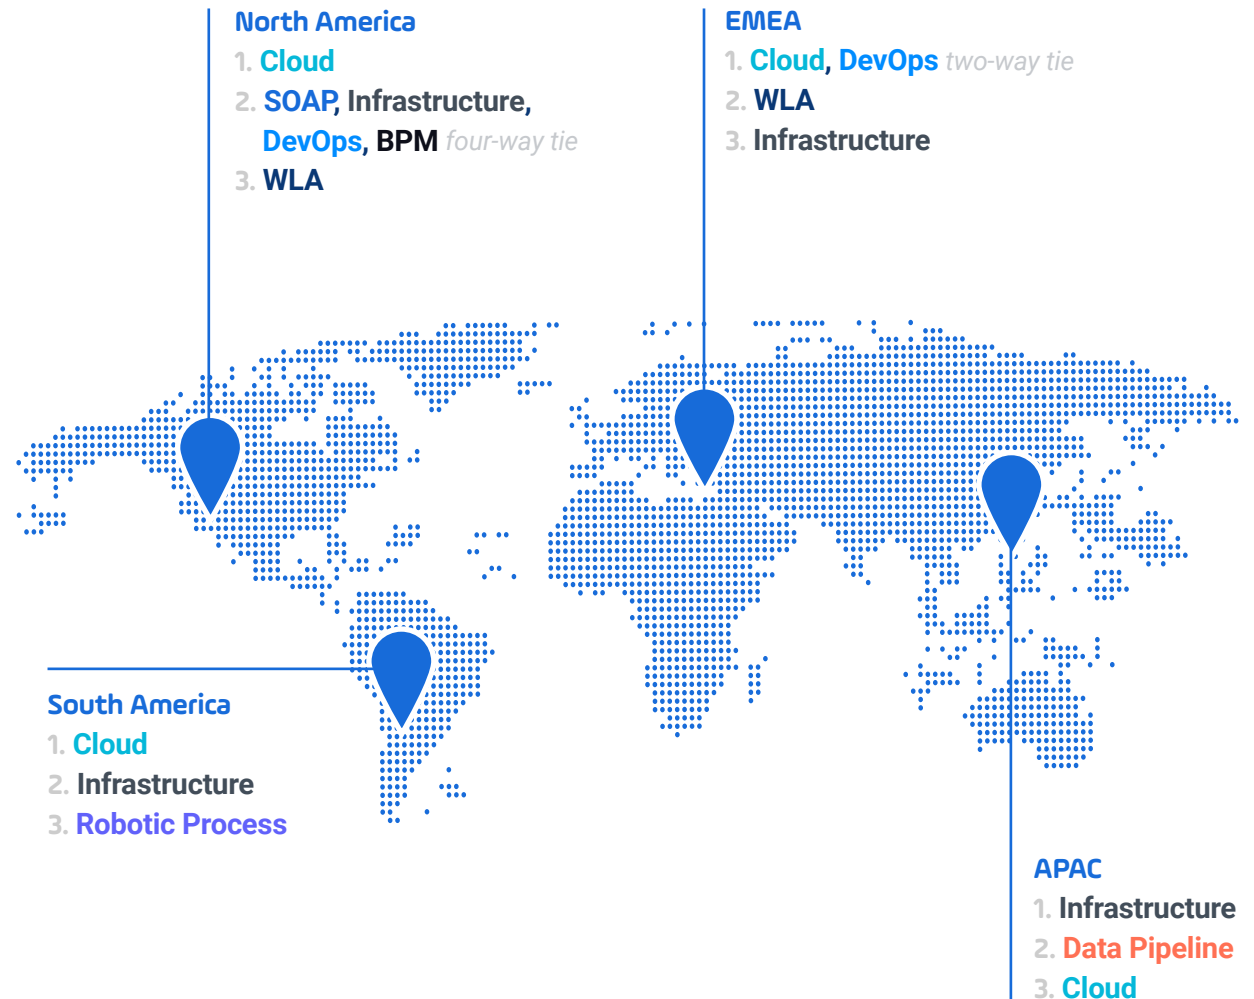 North America
1. Cloud
2. SOAP, Infrastructure,
DevOps, BPM four-way tie
3. WLA
EMEA
1. Cloud, DevOps two-way tie
2. WLA
3. Infrastructure
South America
1. Cloud
2. Infrastructure
3. Robotic Process
APAC
1. Infrastructure
2. Data Pipeline
3. Cloud